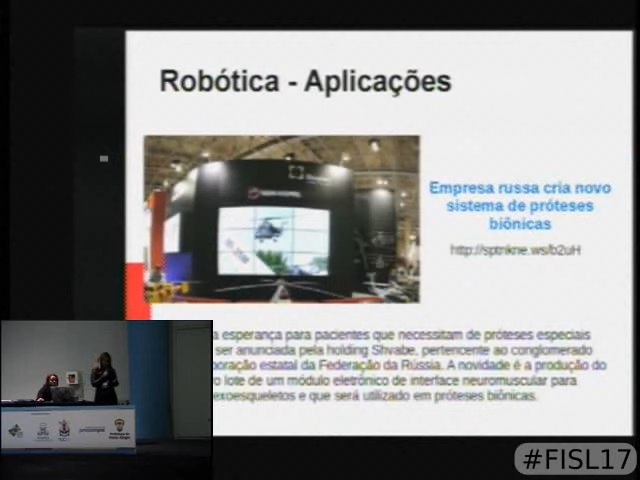 Robótica - Aplicações
Empresa russa cria novo
sistema de próteses
biônicas
http://sptnkne.ws/b2uH
a esperança para pacientes que necessitam de próteses especiais
ser anunciada pela holding Shvabe, pertencente ao conglomerado
oração estatal da Federação da Rússia. A novidade é a produção do
o lote de um módulo eletrônico de interface neuromuscular para
exoesqueletos e que será utilizado em próteses biônicas.
#FISL17